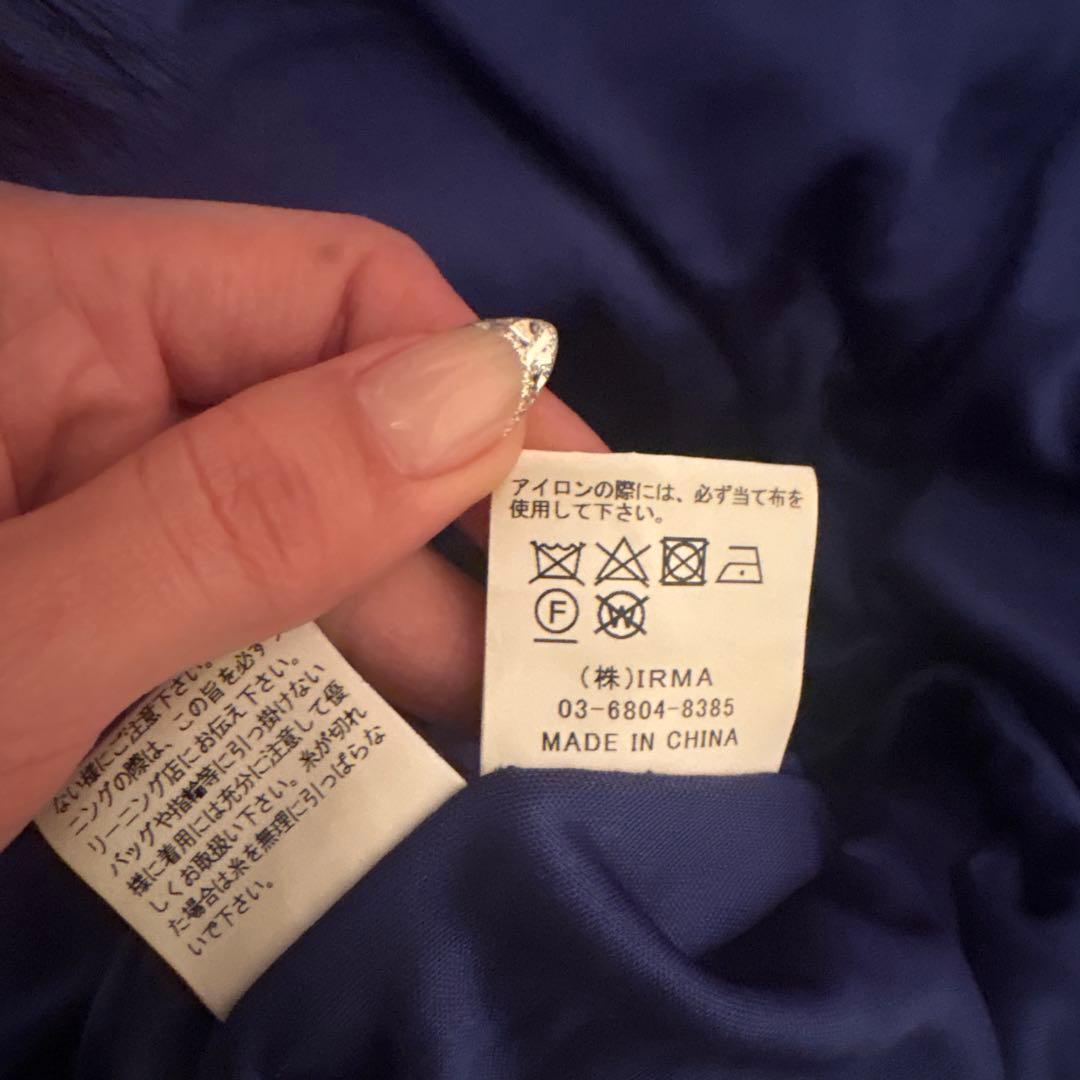 アイロンの際には、必ず当て布を
使用して下さい。
F W
(株)IRMA
03-6804-8385
MADE IN CHINA
ない様にご注意下さい。
ニングの際は、この旨を必ず
リーニング店にお伝え下さい。
バッグや指輪等に引っ掛けない
様に着用には充分に注意して優
しくお取扱い下さい。糸が切れ
た場合は糸を無理に引っぱらな
いで下さい。